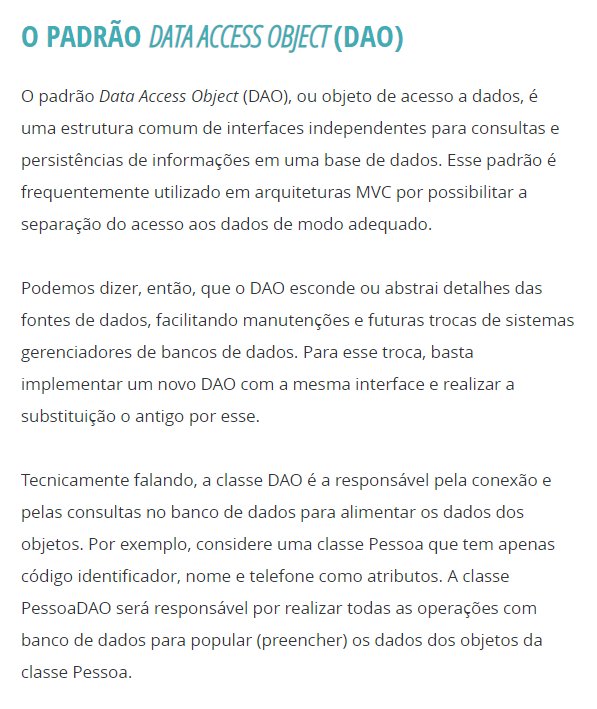 O PADRÃO DATA ACCESS OBJECT (DAO)
O padrão Data Access Object (DAO), ou objeto de acesso a dados, é
uma estrutura comum de interfaces independentes para consultas e
persistências de informações em uma base de dados. Esse padrão é
frequentemente utilizado em arquiteturas MVC por possibilitar a
separação do acesso aos dados de modo adequado.
Podemos dizer, então, que o DAO esconde ou abstrai detalhes das
fontes de dados, facilitando manutenções e futuras trocas de sistemas
gerenciadores de bancos de dados. Para esse troca, basta
implementar um novo DAO com a mesma interface e realizar a
substituição o antigo por esse.
Tecnicamente falando, a classe DAO é a responsável pela conexão e
pelas consultas no banco de dados para alimentar os dados dos
objetos. Por exemplo, considere uma classe Pessoa que tem apenas
código identificador, nome e telefone como atributos. A classe
PessoaDAO será responsável por realizar todas as operações com
banco de dados para popular (preencher) os dados dos objetos da
classe Pessoa.